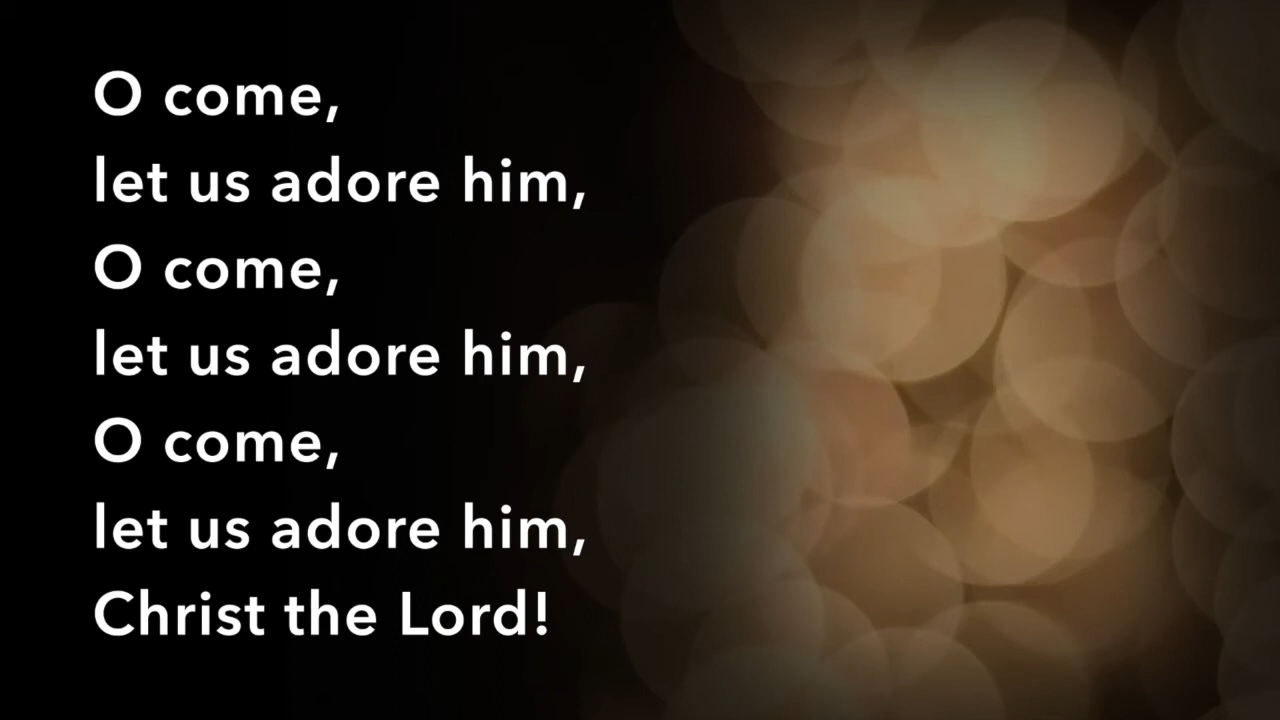 O come,
let us adore him,
O come,
let us adore him,
O come,
let us adore him,
Christ the Lord!